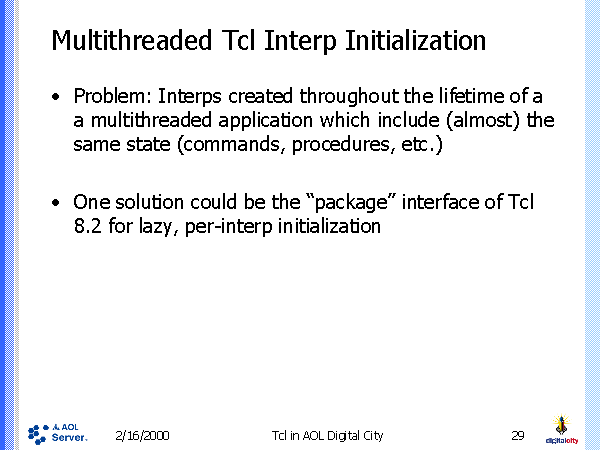 Multithreaded Tcl Interp Initialization
• Problem: Interps created throughout the lifetime of a
a multithreaded application which include (almost) the
same state (commands, procedures, etc.)
• One solution could be the “package” interface of Tcl
8.2 for lazy, per-interp initialization
AOL
Server.
2/16/2000
Tcl in AOL Digital City
29
digitalcity